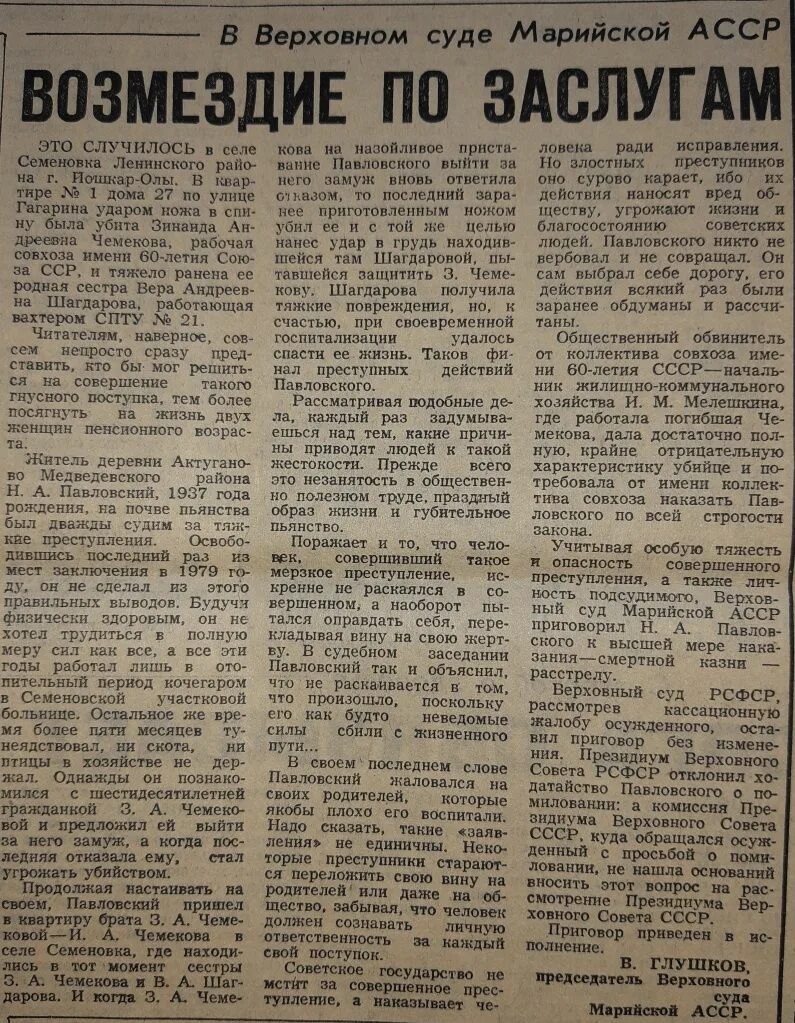 В Верховном суде Марийской АССР
ВОЗМЕЗДИЕ ПО ЗАСЛУГАМ
ЭТО СЛУЧИЛОСЬ в селе
Семеновка Ленинского райо-
на г. Йошкар-Олы. В квар-
тире № 1 дома 27 по улице
Гагарина ударом ножа в спи-
ну была убита Зинаида Ан-
дреевна Чемекова, рабочая
совхоза имени 60-летия Сою-
за ССР, и тяжело ранена ее
родная сестра Вера Андреев-
на Шагдарова, работающая
вахтером СПТУ № 21.
Читателям, наверное, сов-
сем непросто сразу пред-
ставить, кто бы мог решить-
ся на совершение такого
гнусного поступка, тем более
посягнуть на жизнь двух
женщин пенсионного возрас-
та.
Житель деревни Актугано-
во Медведевского района
Н. А. Павловский, 1937 года
рождения, на почве пьянства
был дважды судим за тяж-
кие преступления. Освобо-
дившись последний раз из
мест заключения в 1979 го-
ду, он не сделал из этого
правильных выводов. Будучи
физически здоровым, он не
хотел трудиться в полную
меру сил как все, а все эти
годы работал лишь в ото-
пительный период кочегаром
в Семеновской участковой
больнице. Остальное же вре-
мя более пяти месяцев ту-
неядствовал, ни скота, ни
птицы в хозяйстве не дер-
жал. Однажды он познако-
мился с шестидесятилетней
гражданкой З. А. Чемеко-
вой и предложил ей выйти
за него замуж, а когда пос-
ледняя отказала ему, стал
угрожать убийством.
Продолжая настаивать на
своем, Павловский пришел
в квартиру брата З. А. Чеме-
ковой—И. А. Чемекова в
селе Семеновка, где находи-
лись в тот момент сестры
З. А. Чемекова и В. А. Шаг-
дарова. И когда З. А. Чеме-
кова на назойливое приста-
вание Павловского выйти за
него замуж вновь ответила
отказом, то последний зара-
нее приготовленным ножом
убил ее и с той же целью
нанес удар в грудь находив-
шейся там Шагдаровой, пы-
тавшейся защитить З. Чеме-
кову. Шагдарова получила
тяжкие повреждения, но, к
счастью, при своевременной
госпитализации удалось
спасти ее жизнь. Таков фи-
нал преступных действий
Павловского.
Рассматривая подобные де-
ла, каждый раз задумыва-
ешься над тем, какие причи-
ны приводят людей к такой
жестокости. Прежде всего
это незанятость в обществен-
но полезном труде, праздный
образ жизни и губительное
пьянство.
Поражает и то, что чело-
век, совершивший такое
мерзкое преступление, ис-
кренне не раскаялся в со-
вершенном, а наоборот пы-
тался оправдать себя, пере-
кладывая вину на свою жерт-
ву. В судебном заседании
Павловский так и объяснил,
что не раскаивается в том,
что произошло, поскольку
его как будто неведомые
силы сбили с жизненного
пути...
В своем последнем слове
Павловский жаловался на
своих родителей, которые
якобы плохо его воспитали.
Надо сказать, такие «заяв-
ления» не единичны. Неко-
торые преступники старают-
ся переложить свою вину на
родителей или даже на об-
щество, забывая, что человек
должен сознавать личную
ответственность за каждый
свой поступок.
Советское государство не
мстит за совершенное прес-
тупление, а наказывает че-
ловека ради исправления.
Но злостных преступников
оно сурово карает, ибо их
действия наносят вред об-
ществу, угрожают жизни и
благосостоянию советских
людей. Павловского никто не
вербовал и не совращал. Он
сам выбрал себе дорогу, его
действия всякий раз были
заранее обдуманы и рассчи-
таны.
Общественный обвинитель
от коллектива совхоза име-
ни 60-летия СССР—началь-
ник жилищно-коммунального
хозяйства И. М. Мелешкина,
где работала погибшая Че-
мекова, дала достаточно пол-
ную, крайне отрицательную
характеристику убийце и по-
требовала от имени коллек-
тива совхоза наказать Пав-
ловского по всей строгости
закона.
Учитывая особую тяжесть
и опасность совершенного
преступления, а также лич-
ность подсудимого, Верхов-
ный суд Марийской АССР
приговорил Н. А. Павлов-
ского к высшей мере нака-
зания—смертной казни —
расстрелу.
Верховный суд РСФСР,
рассмотрев кассационную
жалобу осужденного, оста-
вил приговор без измене-
ния. Президиум Верховного
Совета РСФСР отклонил хо-
датайство Павловского о по-
миловании: а комиссия Пре-
зидиума Верховного Совета
СССР, куда обращался осуж-
денный с просьбой о поми-
ловании, не нашла оснований
вносить этот вопрос на рас-
смотрение Президиума Вер-
ховного Совета СССР.
Приговор приведен в ис-
полнение.
В. ГЛУШКОВ,
председатель Верховного
суда
Марийской АССР.